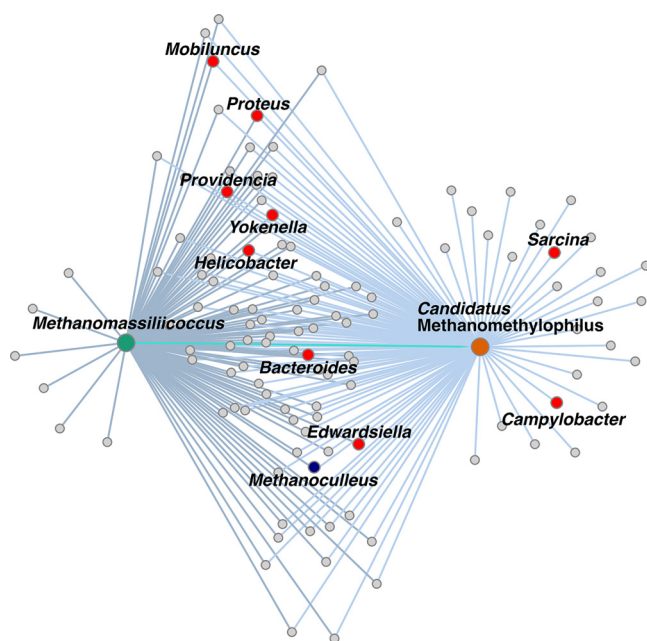 Mobiluncus
Proteus
Providencia
Yokenella
Sarcina
Helicobacter
Candidatus
Methanomethylophilus
Methanomassiliicoccus
Bacteroides
Campylobacter
Edwardsiella
Methanoculleus